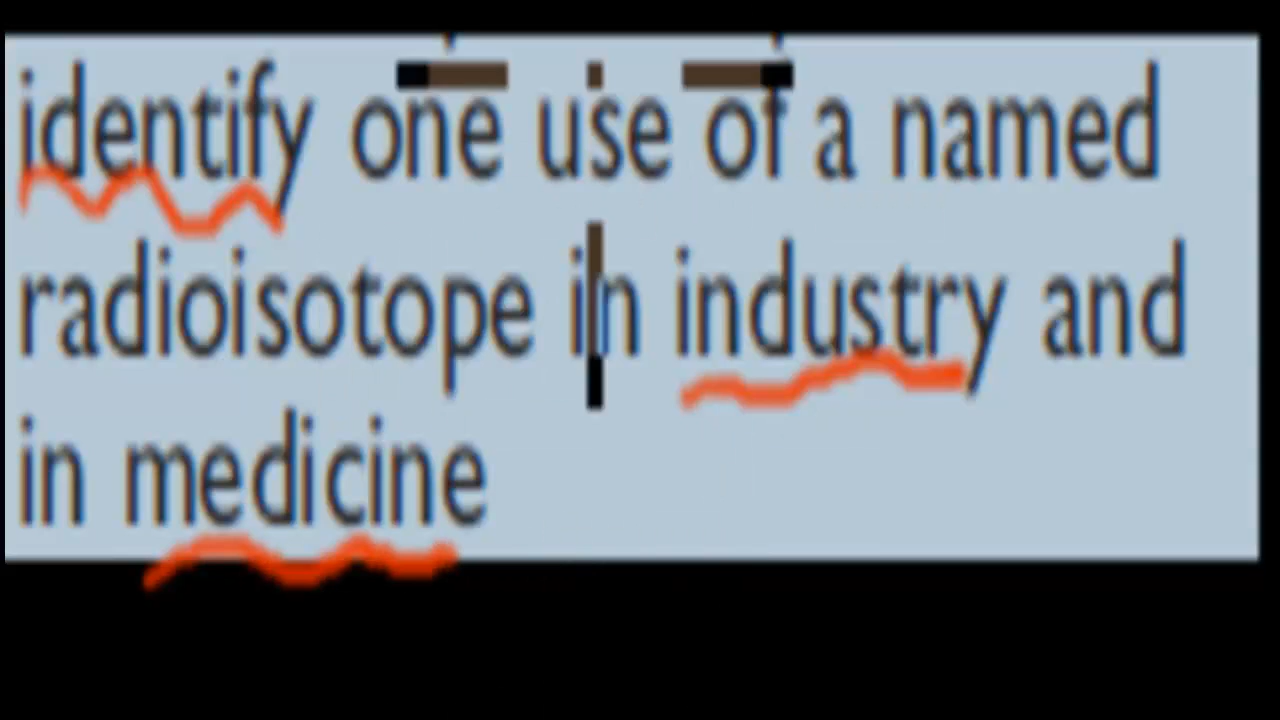 identify one use of a named
radioisotope in industry and
in medicine